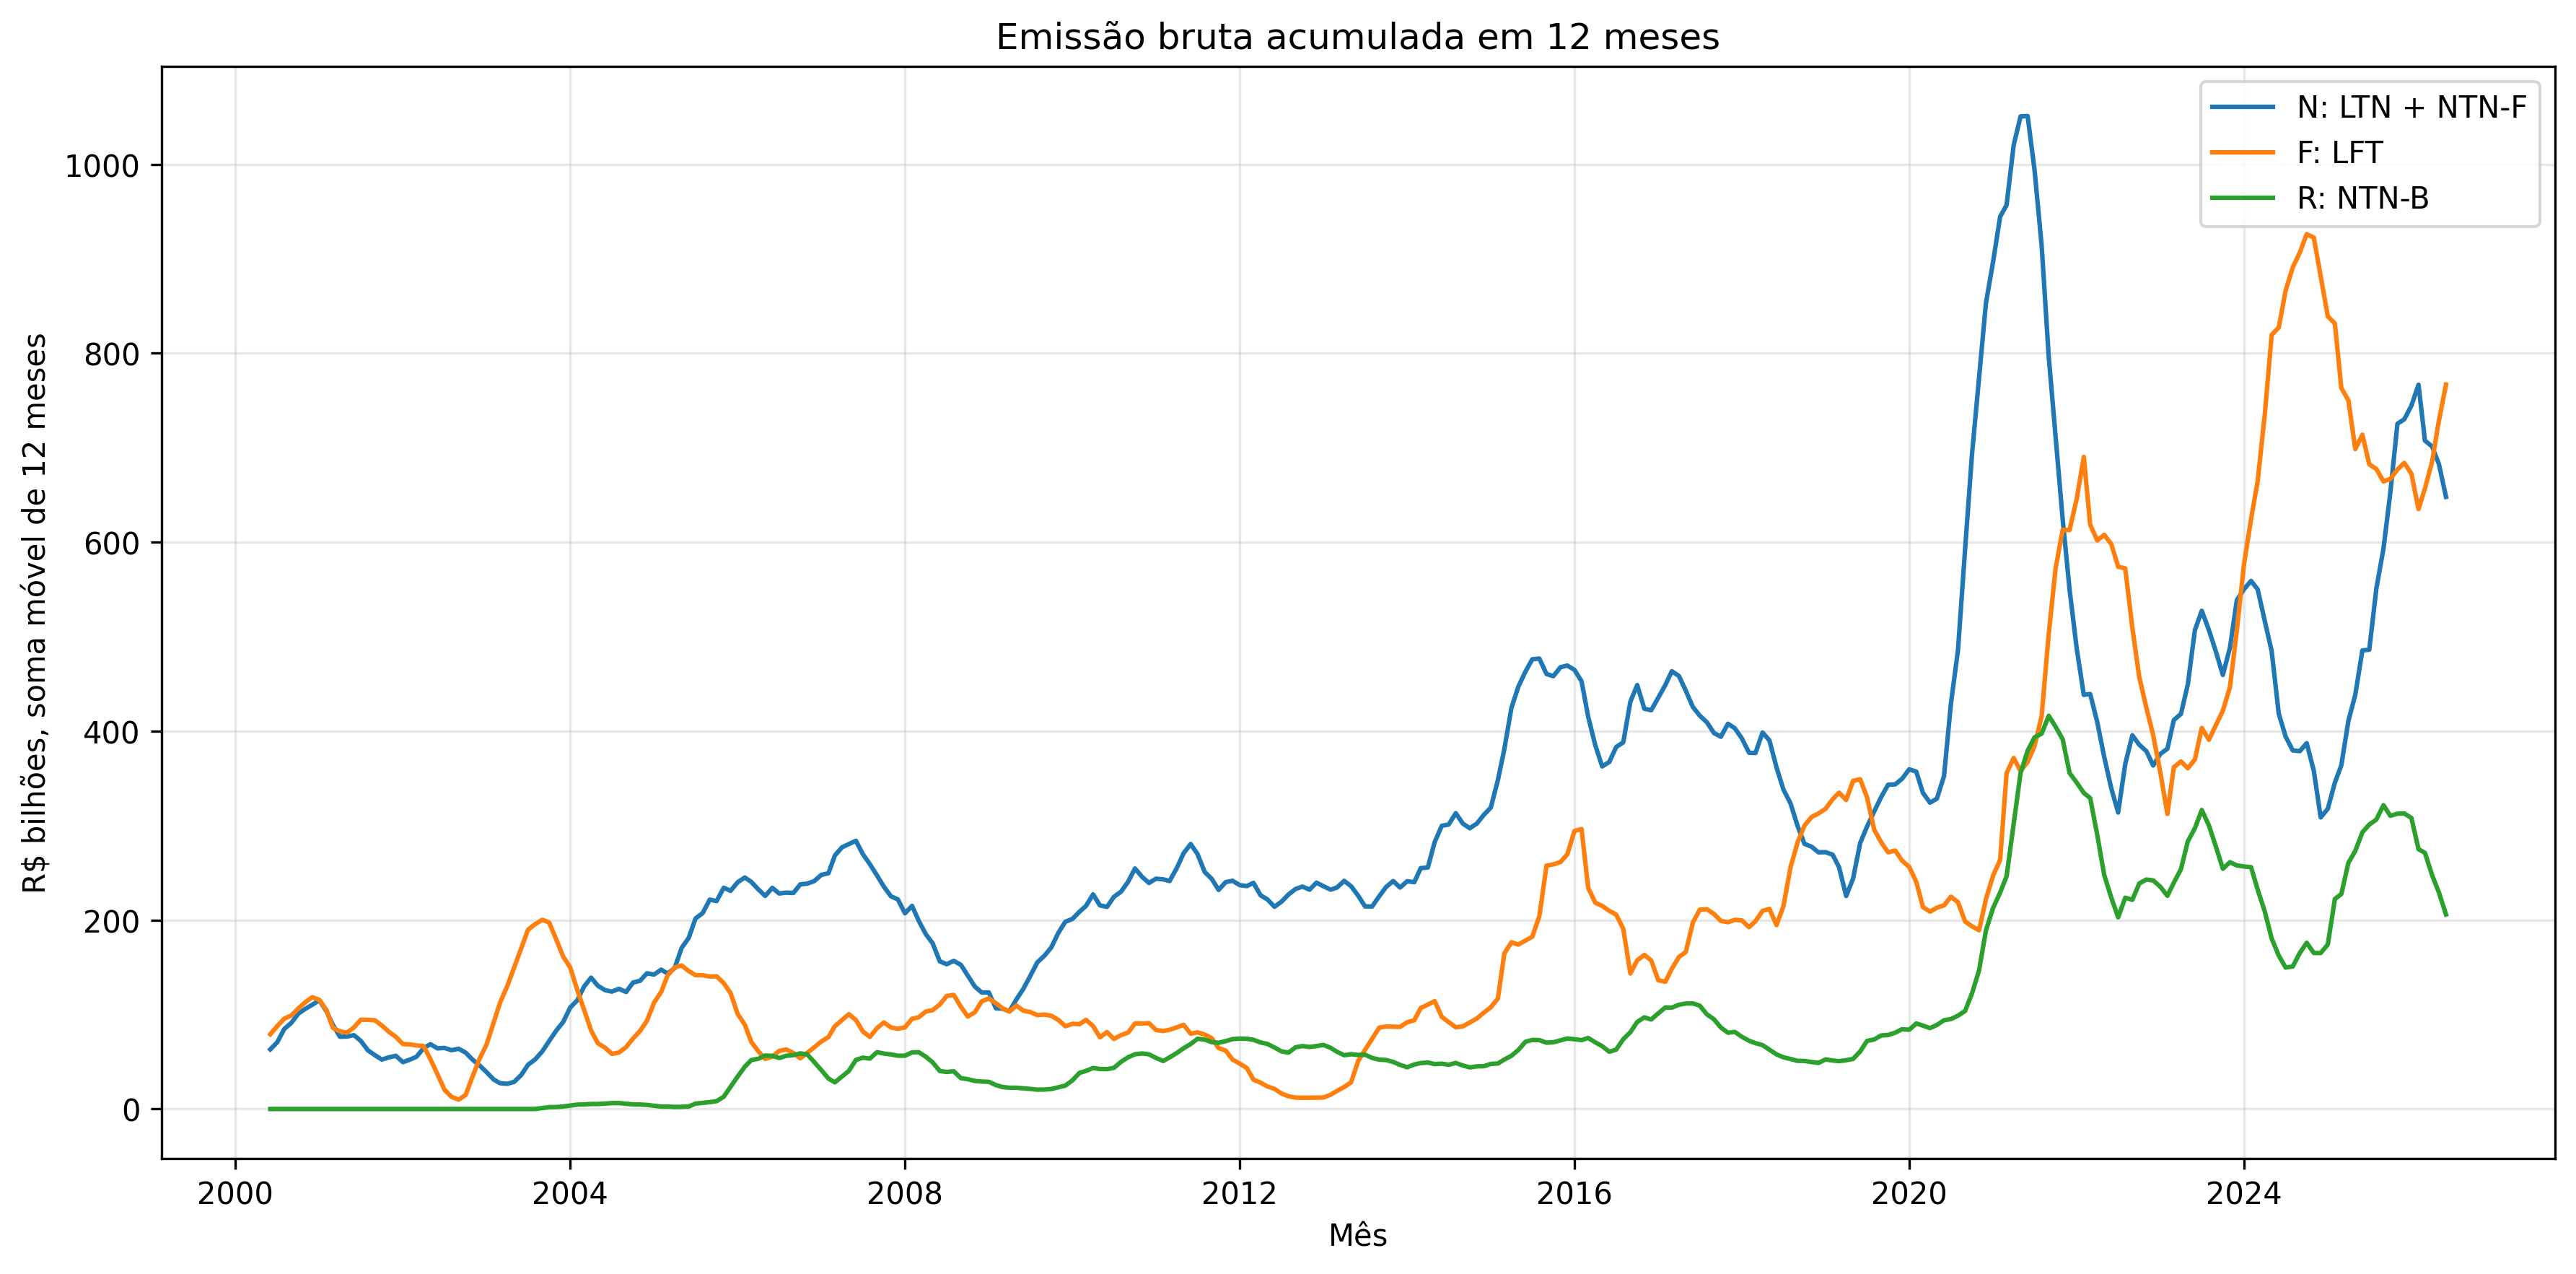 Emissão bruta acumulada em 12 meses
N: LTN + NTN-F
F: LFT
R: NTN-B
R$ bilhões, soma móvel de 12 meses
1000
800
600
400
200
0
2000 2004 2008 2012 2016 2020 2024
Mês